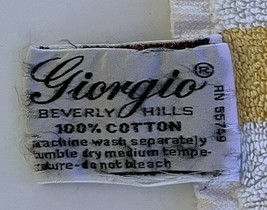 Giorgio®
BEVERLY HILLS
100% COTTON
machine wash separately
tumble dry medium tempe-
rature-do not bleach
RN 55749